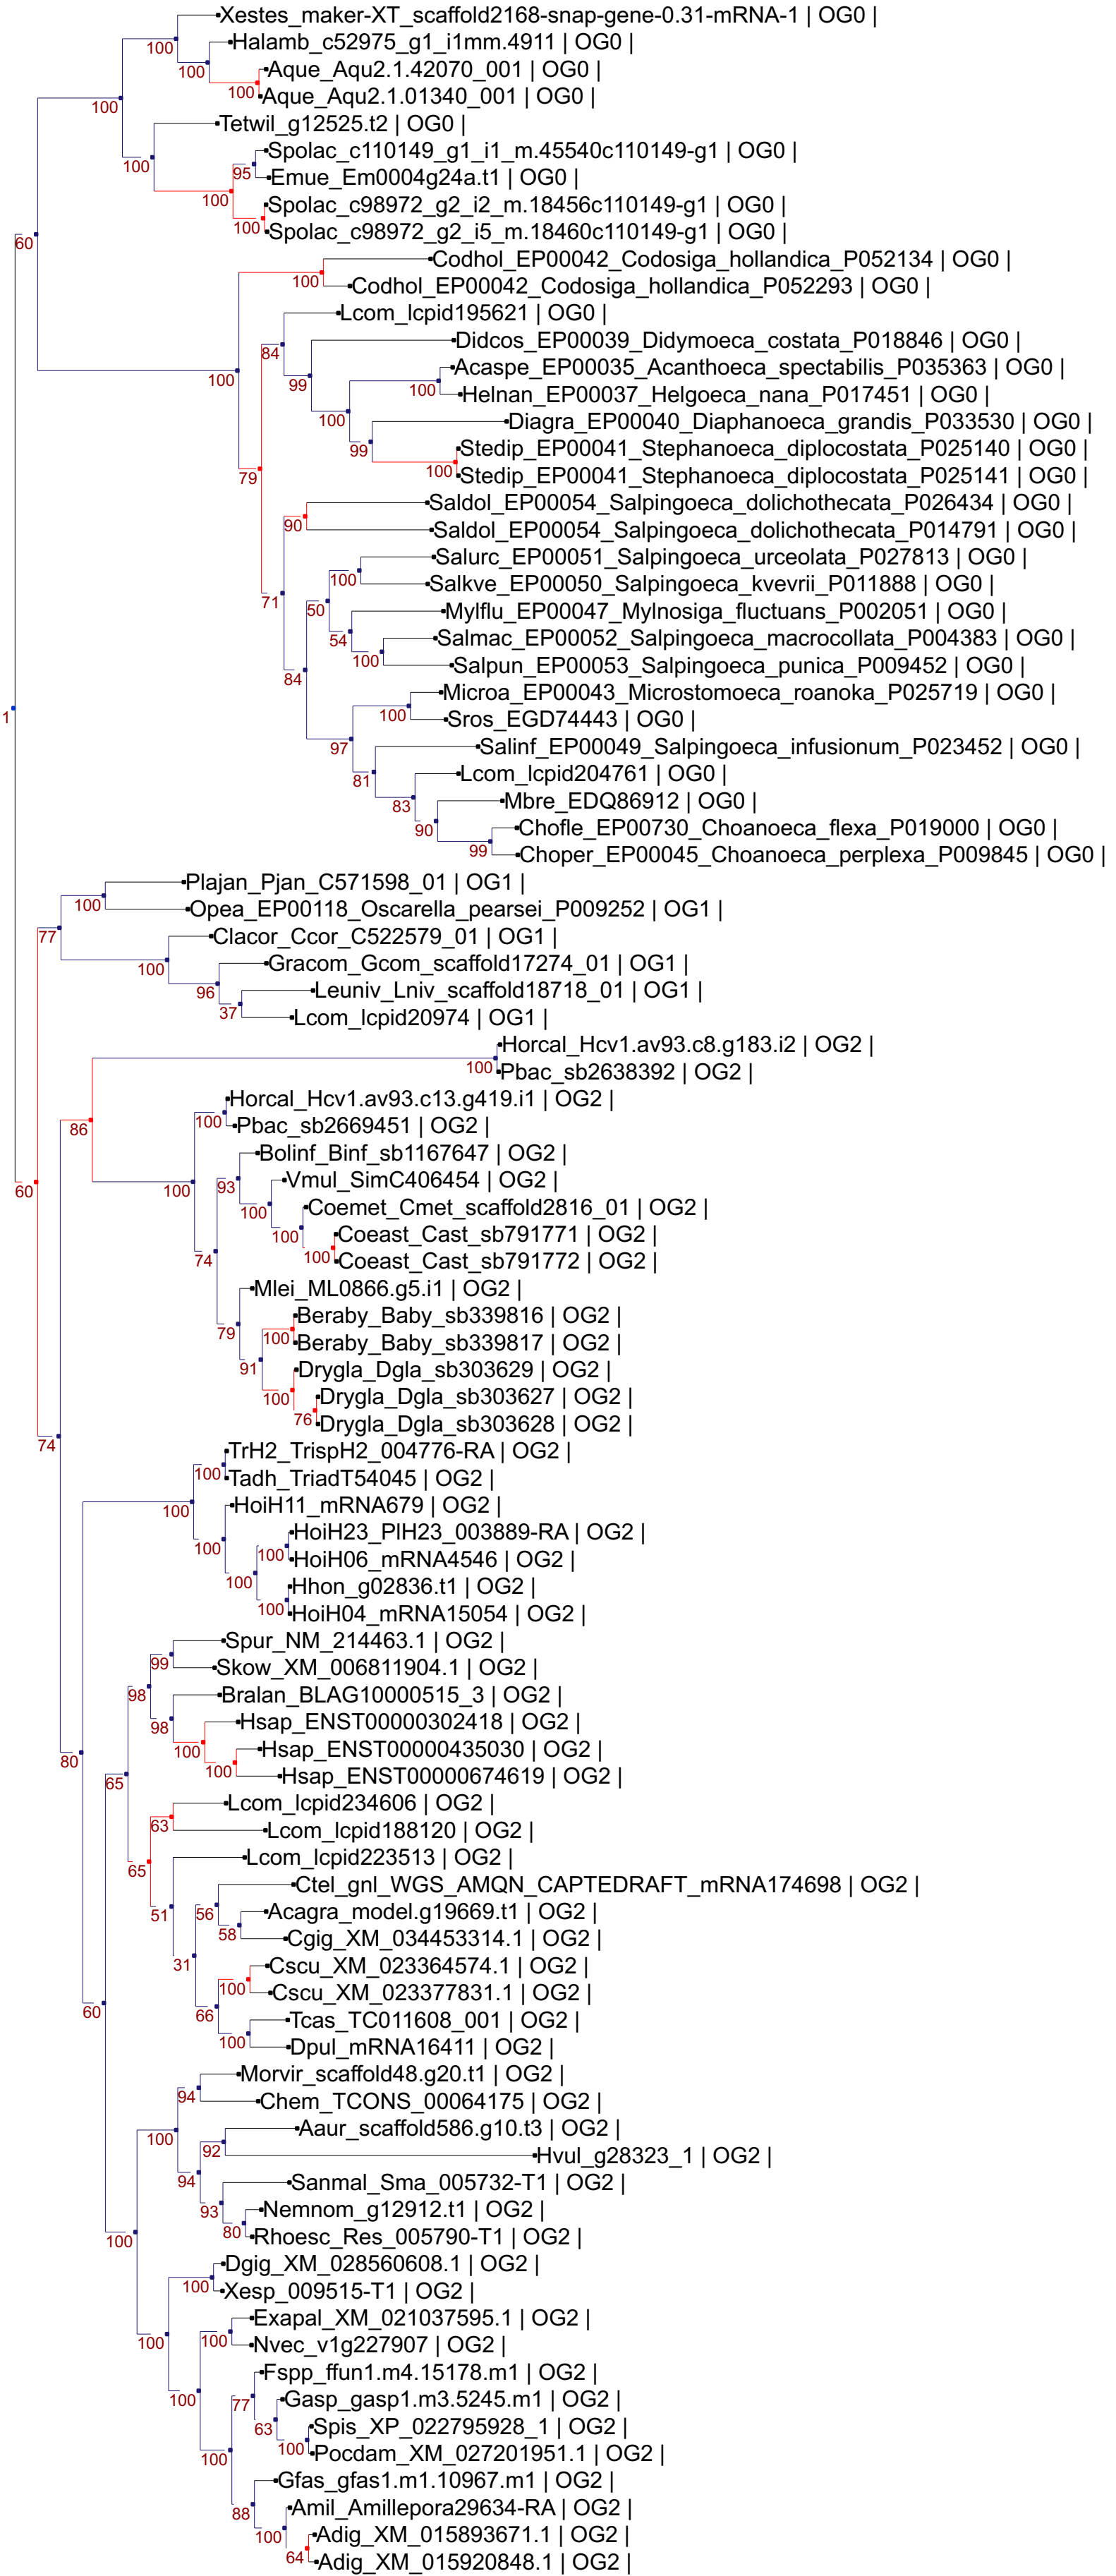 Xestes_maker-XT_scaffold2168-snap-gene-0.31-mRNA-1 | OG0 |
100
Halamb_c52975_g1_i1mm.4911 | OG0 |
100
Aque_Aqu2.1.42070_001 | OG0 |
100
Aque_Aqu2.1.01340_001 | OG0 |
100
Tetwil_g12525.t2 | OG0 |
Spolac_c110149_g1_i1_m.45540c110149-g1 | OG0 |
100
95
Emue_Em0004g24a.t1 | OG0 |
100
Spolac_c98972_g2_i2_m.18456c110149-g1 | OG0 |
100
Spolac_c98972_g2_i5_m.18460c110149-g1 | OG0 |
60
Codhol_EP00042_Codosiga_hollandica_P052134 | OG0 |
100
Codhol_EP00042_Codosiga_hollandica_P052293 | OG0 |
Lcom_lcpid195621 | OG0 |
Didcos_EP00039_Didymoeca_costata_P018846 | OG0 |
84
Acaspe_EP00035_Acanthoeca_spectabilis_P035363 | OG0 |
100
99
100
Helnan_EP00037_Helgoeca_nana_P017451 | OG0 |
100
Diagra_EP00040_Diaphanoeca_grandis_P033530 | OG0 |
Stedip_EP00041_Stephanoeca_diplocostata_P025140 | OG0 |
99
100
Stedip_EP00041_Stephanoeca_diplocostata_P025141 | OG0 |
79
Saldol_EP00054_Salpingoeca_dolichothecata_P026434 | OG0 |
90
Saldol_EP00054_Salpingoeca_dolichothecata_P014791 | OG0 |
Salurc_EP00051_Salpingoeca_urceolata_P027813 | OG0 |
100
Salkve_EP00050_Salpingoeca_kvevrii_P011888 | OG0 |
71
50
Mylflu_EP00047_Mylnosiga_fluctuans_P002051 | OG0 |
54
Salmac_EP00052_Salpingoeca_macrocollata_P004383 | OG0 |
100
Salpun_EP00053_Salpingoeca_punica_P009452 | OG0 |
84
Microa_EP00043_Microstomoeca_roanoka_P025719 | OG0 |
100
1
Sros_EGD74443 | OG0 |
97
Salinf_EP00049_Salpingoeca_infusionum_P023452 | OG0 |
Lcom_lcpid204761 | OG0 |
81
Mbre_EDQ86912 | OG0 |
83
Chofle_EP00730_Choanoeca_flexa_P019000 | OG0 |
90
99
Choper_EP00045_Choanoeca_perplexa_P009845 | OG0 |
Plajan_Pjan_C571598_01 | OG1 |
100
Opea_EP00118_Oscarella_pearsei_P009252 | OG1 |
77
Clacor_Ccor_C522579_01 | OG1 |
Gracom_Gcom_scaffold17274_01 | OG1 |
100
Leuniv_Lniv_scaffold18718_01 | OG1 |
96
37
Lcom_lcpid20974 | OG1 |
Horcal_Hcv1.av93.c8.g183.i2 | OG2 |
100
Pbac_sb2638392 | OG2 |
Horcal_Hcv1.av93.c13.g419.i1 | OG2 |
100
Pbac_sb2669451 | OG2 |
86
Bolinf_Binf_sb1167647 | OG2 |
Vmul_SimC406454 | OG2 |
93
60
100
Coemet_Cmet_scaffold2816_01 | OG2 |
100
Coeast_Cast_sb791771 | OG2 |
100
100
Coeast_Cast_sb791772 | OG2 |
74
Mlei_ML0866.g5.i1 | OG2 |
Beraby_Baby_sb339816 | OG2 |
79
100
Beraby_Baby_sb339817 | OG2 |
91
Drygla_Dgla_sb303629 | OG2 |
100
Drygla_Dgla_sb303627 | OG2 |
76
Drygla_Dgla_sb303628 | OG2 |
74
TrH2_TrispH2_004776-RA | OG2 |
100
Tadh_TriadT54045 | OG2 |
HoiH11_mRNA679 | OG2 |
100
HoiH23_PlH23_003889-RA | OG2 |
100
100
HoiH06_mRNA4546 | OG2 |
100
Hhon_g02836.t1 | OG2 |
100
HoiH04_mRNA15054 | OG2 |
Spur_NM_214463.1 | OG2 |
99
Skow_XM_006811904.1 | OG2 |
98
Bralan_BLAG10000515_3 | OG2 |
98
Hsap_ENST00000302418 | OG2 |
100
Hsap_ENST00000435030 | OG2 |
80
100
Hsap_ENST00000674619 | OG2 |
65
Lcom_lcpid234606 | OG2 |
63
Lcom_lcpid188120 | OG2 |
Lcom_lcpid223513 | OG2 |
65
Ctel_gnl_WGS_AMQN_CAPTEDRAFT_mRNA174698 | OG2 |
Acagra_model.g19669.t1 | OG2 |
51
56
58
Cgig_XM_034453314.1 | OG2 |
31
Cscu_XM_023364574.1 | OG2 |
100
Cscu_XM_023377831.1 | OG2 |
60
66
Tcas_TC011608_001 | OG2 |
100
Dpul_mRNA16411 | OG2 |
Morvir_scaffold48.g20.t1 | OG2 |
94
Chem_TCONS_00064175 | OG2 |
Aaur_scaffold586.g10.t3 | OG2 |
100
92
Hvul_g28323_1 | OG2 |
94
Sanmal_Sma_005732-T1 | OG2 |
93
Nemnom_g12912.t1 | OG2 |
80
Rhoesc_Res_005790-T1 | OG2 |
100
Dgig_XM_028560608.1 | OG2 |
100
Xesp_009515-T1 | OG2 |
Exapal_XM_021037595.1 | OG2 |
100
100
Nvec_v1g227907 | OG2 |
Fspp_ffun1.m4.15178.m1 | OG2 |
100
77
Gasp_gasp1.m3.5245.m1 | OG2 |
63
Spis_XP_022795928_1 | OG2 |
100
100
Pocdam_XM_027201951.1 | OG2 |
Gfas_gfas1.m1.10967.m1 | OG2 |
88
Amil_Amillepora29634-RA | OG2 |
100
Adig_XM_015893671.1 | OG2 |
64
Adig_XM_015920848.1 | OG2 |